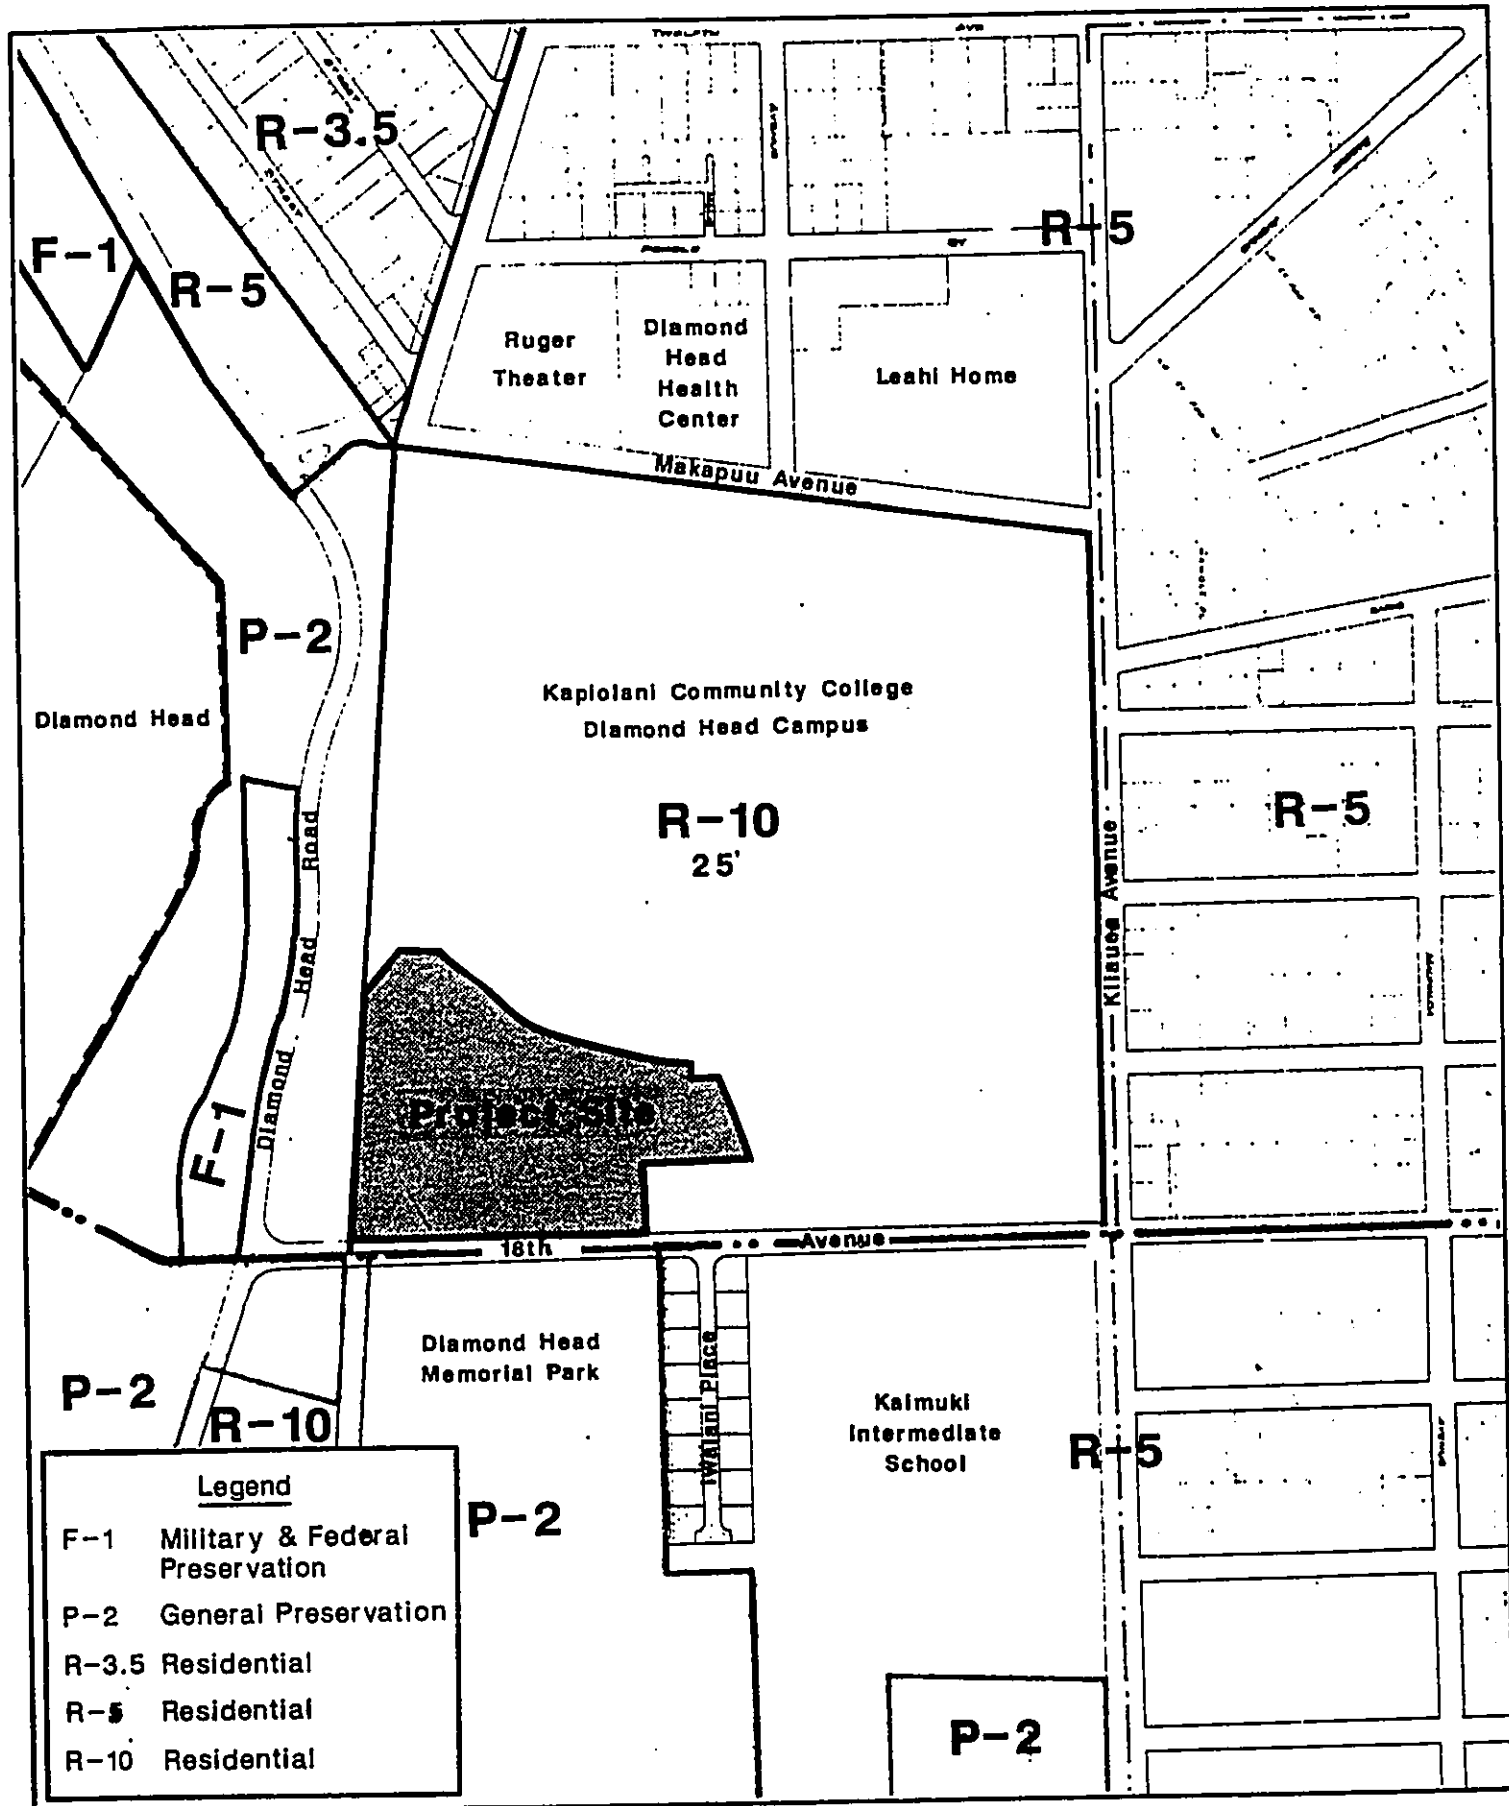 R-3.5
F-1
R-5
R-5
Ruger
Theater
Diamond
Head
Health
Center
Leahi Home
Makapuu Avenue
P-2
Diamond Head
Kapiolani Community College
Diamond Head Campus
R-10
25'
R-5
Kilauea Avenue
Diamond Head Road
F-1
Project Site
18th Avenue
Diamond Head
Memorial Park
Iwalani Place
Kaimuki
Intermediate
School
P-2
R-10
R-5
P-2
P-2
Legend
F-1 Military & Federal
Preservation
P-2 General Preservation
R-3.5 Residential
R-5 Residential
R-10 Residential